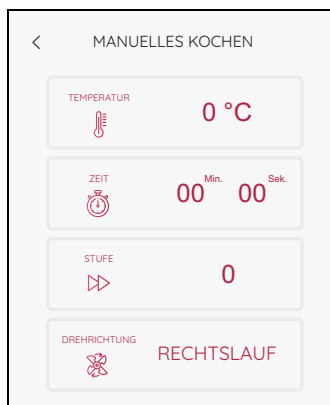 MANUELLES KOCHEN
TEMPERATUR
0 °C
ZEIT
00 Min. 00 Sek.
STUFE
0
DREHRICHTUNG
RECHTSLAUF